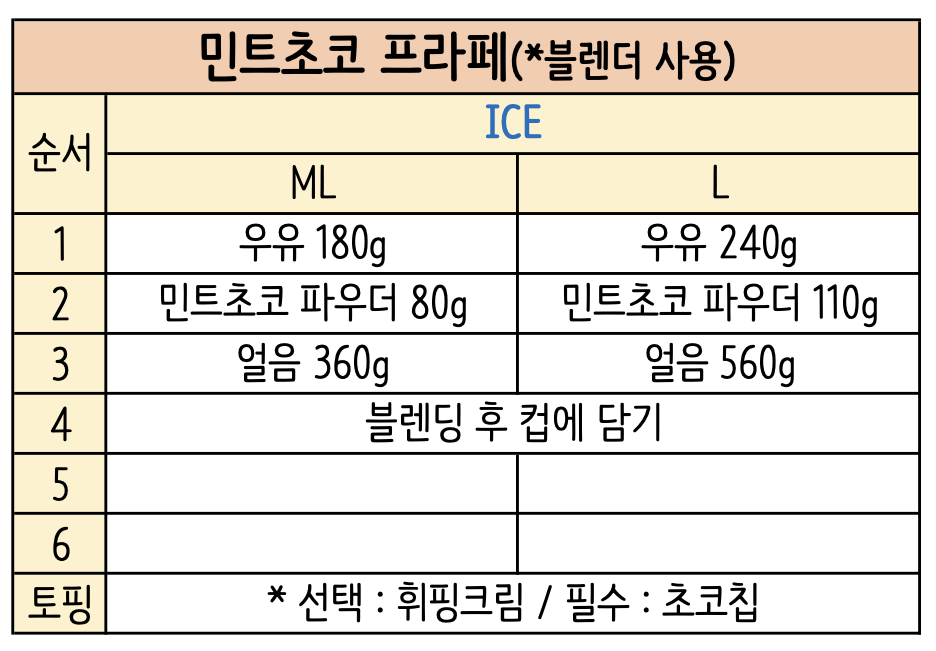 민트초코 프라페(*블렌더 사용)
순서 ICE
ML L
1 우유 180g 우유 240g
2 민트초코 파우더 80g 민트초코 파우더 110g
3 얼음 360g 얼음 560g
4 블렌딩 후 컵에 담기
5
6
토핑 * 선택 : 휘핑크림 / 필수 : 초코칩